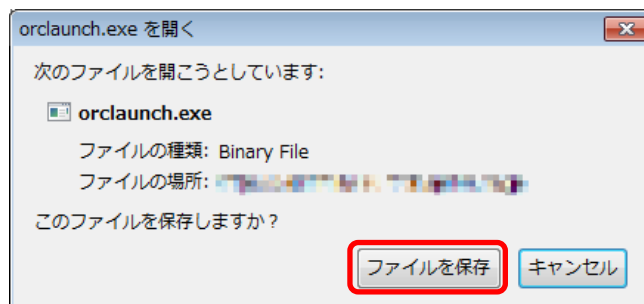 orclaunch.exe を開く
次のファイルを開こうとしています:
orclaunch.exe
ファイルの種類: Binary File
ファイルの場所:
このファイルを保存しますか？
ファイルを保存 キャンセル